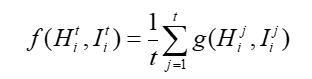 $f(H_i^t, I_i^t) = \frac{1}{t} \sum_{j=1}^{t} g(H_i^j, I_i^j)$